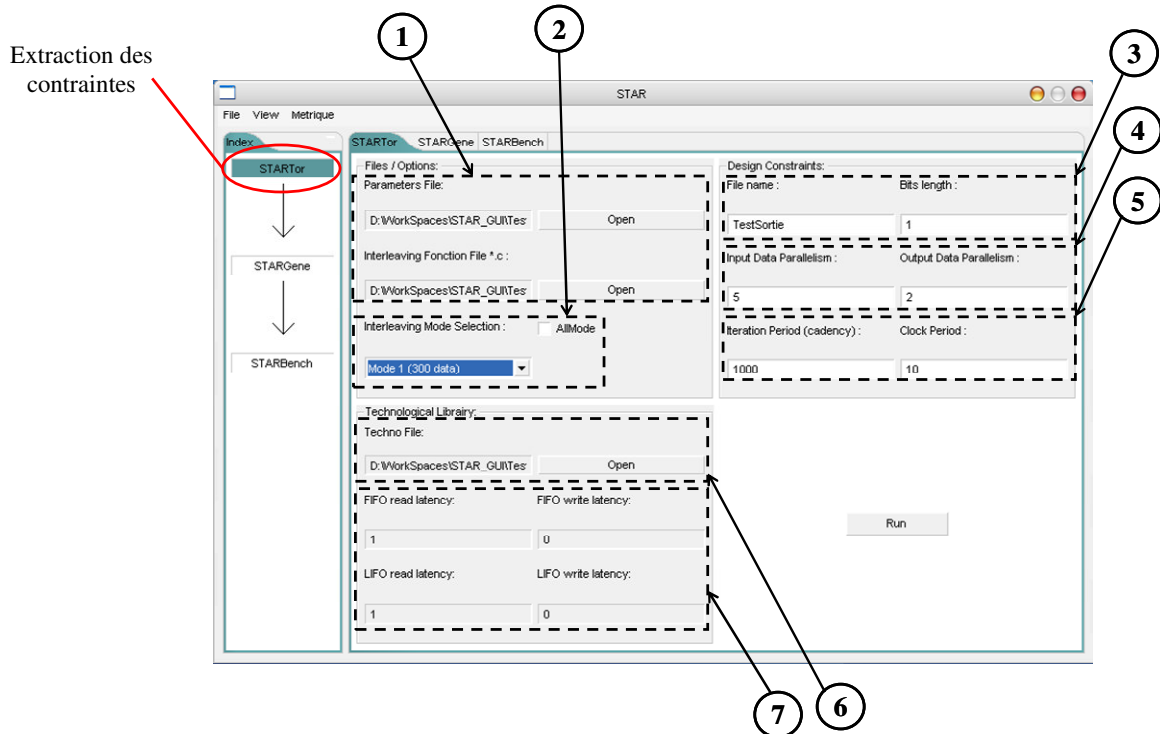 1
2
3
4
5
6
7
Extraction des
contraintes
STAR
File View Metrique
Index
STARTor
STARGene
STARBench
STARTor STARGene STARBench
Files / Options:
Parameters File:
D:\WorkSpaces\STAR_GUI\Tes
Open
Interleaving Fonction File *.c :
D:\WorkSpaces\STAR_GUI\Tes
Open
Interleaving Mode Selection :
AllMode
Mode 1 (300 data)
Technological Librairy:
Techno File:
D:\WorkSpaces\STAR_GUI\Tes
Open
FIFO read latency: FIFO write latency:
1 0
LIFO read latency: LIFO write latency:
1 0
Design Constraints:
File name : Bits length :
TestSortie 1
Input Data Parallelism : Output Data Parallelism :
5 2
Iteration Period (cadency) : Clock Period :
1000 10
Run